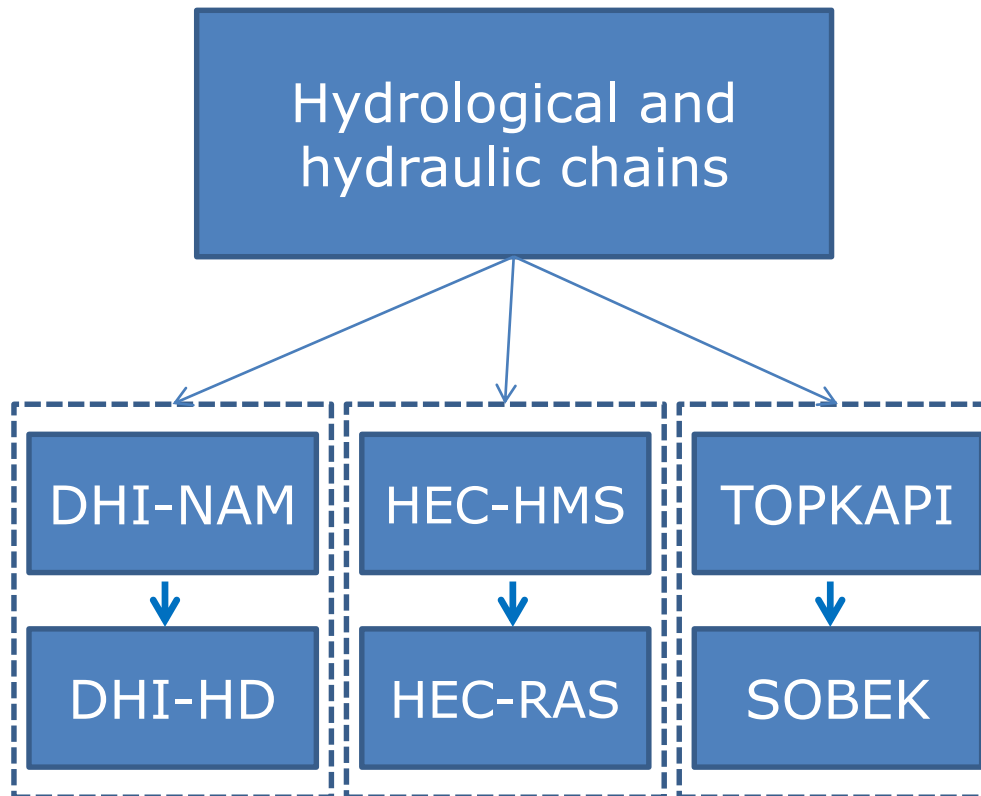 Hydrological and
hydraulic chains
DHI-NAM
HEC-HMS
TOPKAPI
DHI-HD
HEC-RAS
SOBEK